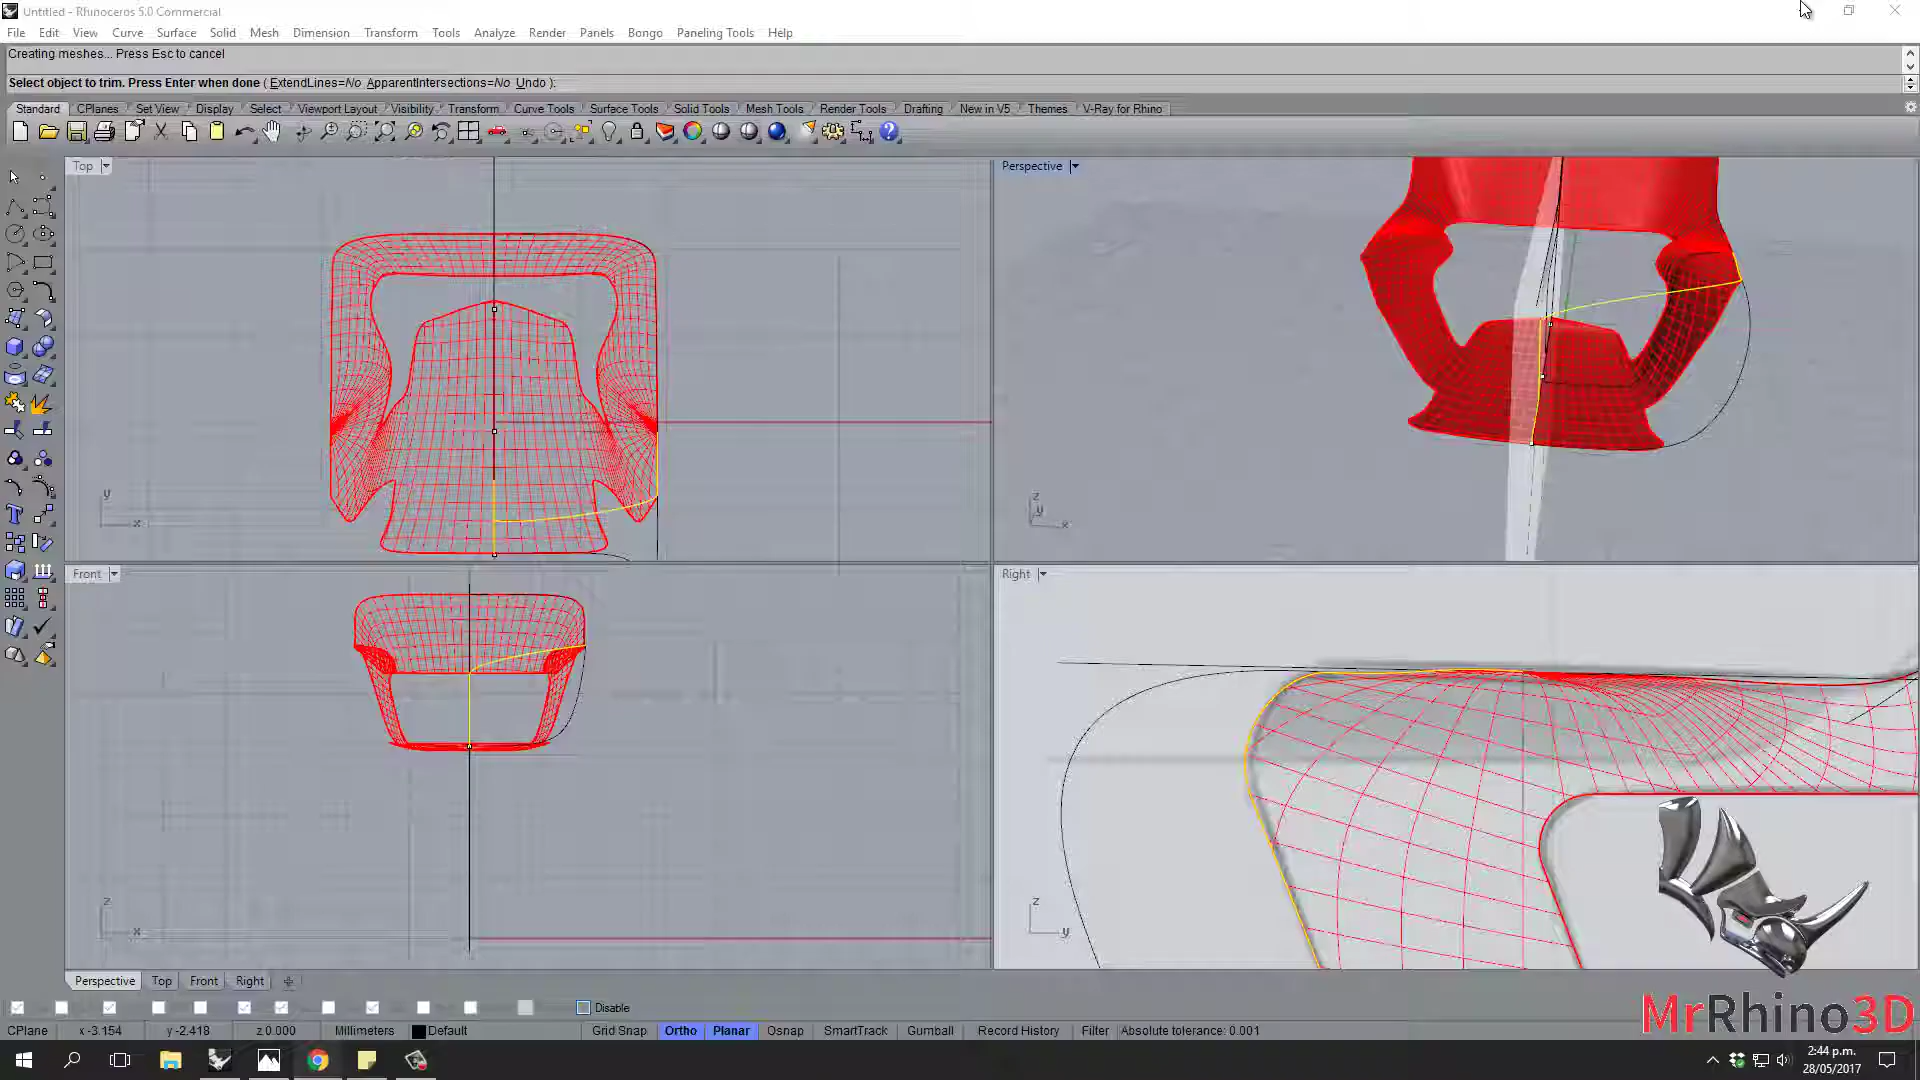 Untitled - Rhinoceros 5.0 Commercial
File Edit View Curve Surface Solid Mesh Dimension Transform Tools Analyze Render Panels Bongo Paneling Tools Help
Creating meshes... Press Esc to cancel
Select object to trim. Press Enter when done ( ExtendLines=No ApparentIntersections=No Undo ):
Standard CPlanes Set View Display Select Viewport Layout Visibility Transform Curve Tools Surface Tools Solid Tools Mesh Tools Render Tools Drafting New in V5 Themes V-Ray for Rhino
Top
Perspective
y
x
z
y
x
Front
Right
z
x
z
y
Perspective Top Front Right
Disable
MrRhino3D
CPlane x -3.154 y -2.418 z 0.000 Millimeters Default Grid Snap Ortho Planar Osnap SmartTrack Gumball Record History Filter Absolute tolerance: 0.001
2:44 p.m.
28/05/2017